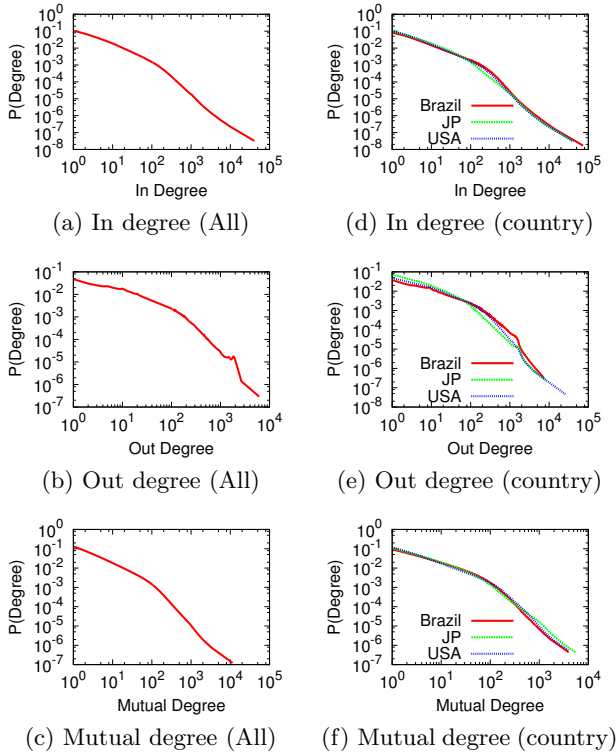 P(Degree)
10^0
10^-1
10^-2
10^-3
10^-4
10^-5
10^-6
10^-7
10^-8
10^0 10^1 10^2 10^3 10^4 10^5
In Degree
(a) In degree (All)
P(Degree)
10^0
10^-1
10^-2
10^-3
10^-4
10^-5
10^-6
10^-7
10^-8
Brazil
JP
USA
10^0 10^1 10^2 10^3 10^4 10^5
In Degree
(d) In degree (country)
P(Degree)
10^-1
10^-2
10^-3
10^-4
10^-5
10^-6
10^-7
10^0 10^1 10^2 10^3 10^4
Out Degree
(b) Out degree (All)
P(Degree)
10^-1
10^-2
10^-3
10^-4
10^-5
10^-6
10^-7
10^-8
Brazil
JP
USA
10^0 10^1 10^2 10^3 10^4 10^5
Out Degree
(e) Out degree (country)
P(Degree)
10^0
10^-1
10^-2
10^-3
10^-4
10^-5
10^-6
10^-7
10^0 10^1 10^2 10^3 10^4 10^5
Mutual Degree
(c) Mutual degree (All)
P(Degree)
10^0
10^-1
10^-2
10^-3
10^-4
10^-5
10^-6
10^-7
Brazil
JP
USA
10^0 10^1 10^2 10^3 10^4
Mutual Degree
(f) Mutual degree (country)